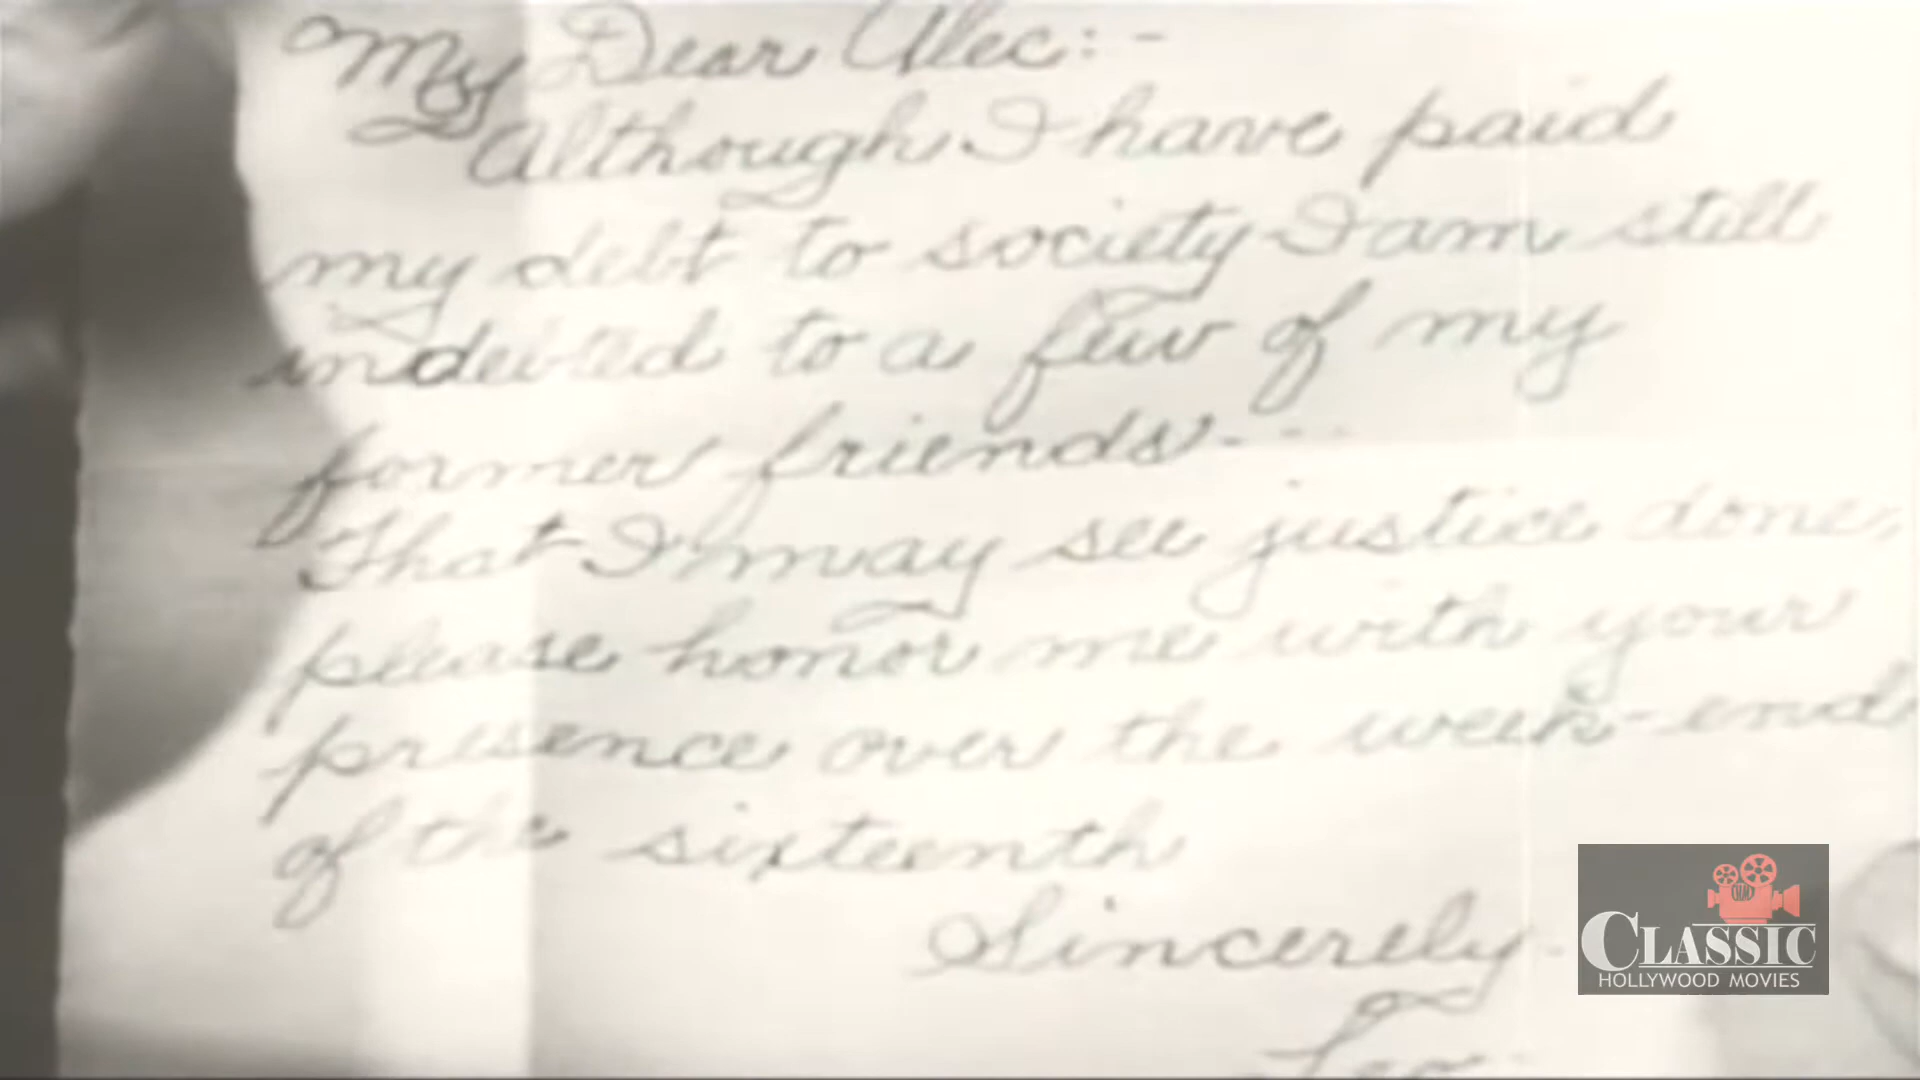 My Dear Alec:-
Although I have paid
my debt to society I am still
indebted to a few of my
former friends----
That I may see justice done,
please honor me with your
presence over the week-end
of the sixteenth
Sincerely-
CLASSIC
HOLLYWOOD MOVIES